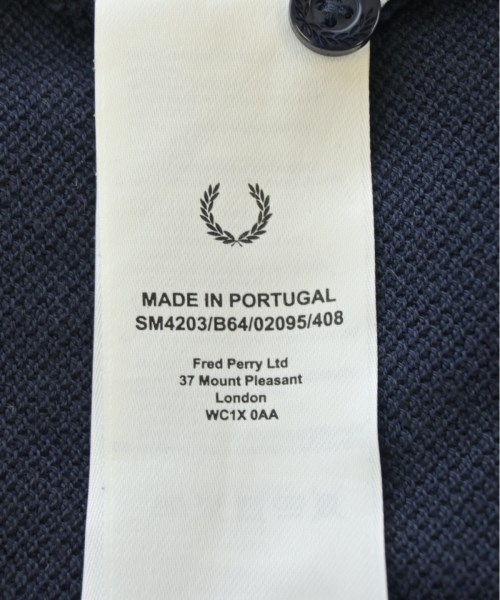 MADE IN PORTUGAL
SM4203/B64/02095/408
Fred Perry Ltd
37 Mount Pleasant
London
WC1X 0AA